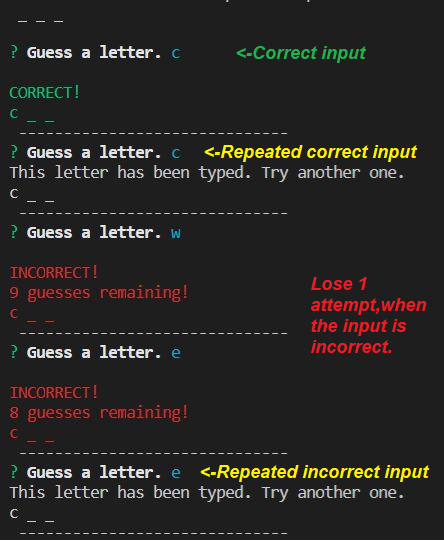 _ _ _
? Guess a letter. c <-Correct input
CORRECT!
c _ _
------------------------------
? Guess a letter. c <-Repeated correct input
This letter has been typed. Try another one.
c _ _
------------------------------
? Guess a letter. w
INCORRECT!
9 guesses remaining!
c _ _
------------------------------
Lose 1
attempt,when
the input is
incorrect.
? Guess a letter. e
INCORRECT!
8 guesses remaining!
c _ _
------------------------------
? Guess a letter. e <-Repeated incorrect input
This letter has been typed. Try another one.
c _ _
------------------------------